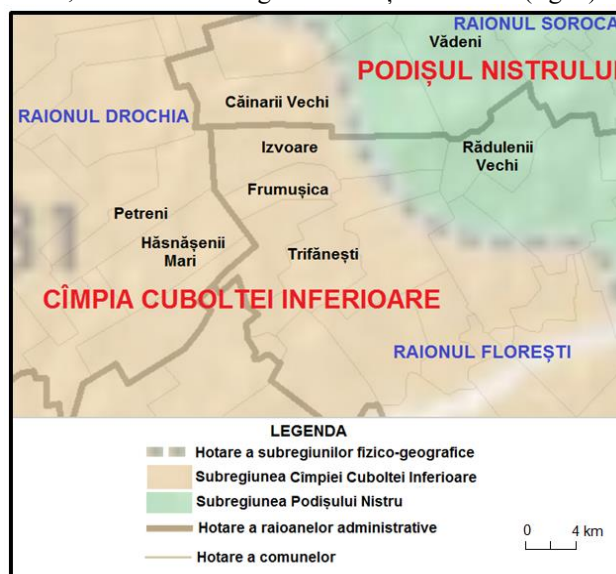 RAIONUL SOROCA
Vădeni
PODIȘUL NISTRULUI
Căinarii Vechi
RAIONUL DROCHIA
Izvoare
Rădulenii
Vechi
Frumușica
Petreni
31
Hăsnășenii
Mari
Trifănești
CÎMPIA CUBOLTEI INFERIOARE
RAIONUL FLOREȘTI
LEGENDA
Hotare a subregiunilor fizico-geografice
Subregiunea Cîmpiei Cuboltei Inferioare
Subregiunea Podișului Nistru
Hotare a raioanelor administrative
0 4 km
Hotare a comunelor